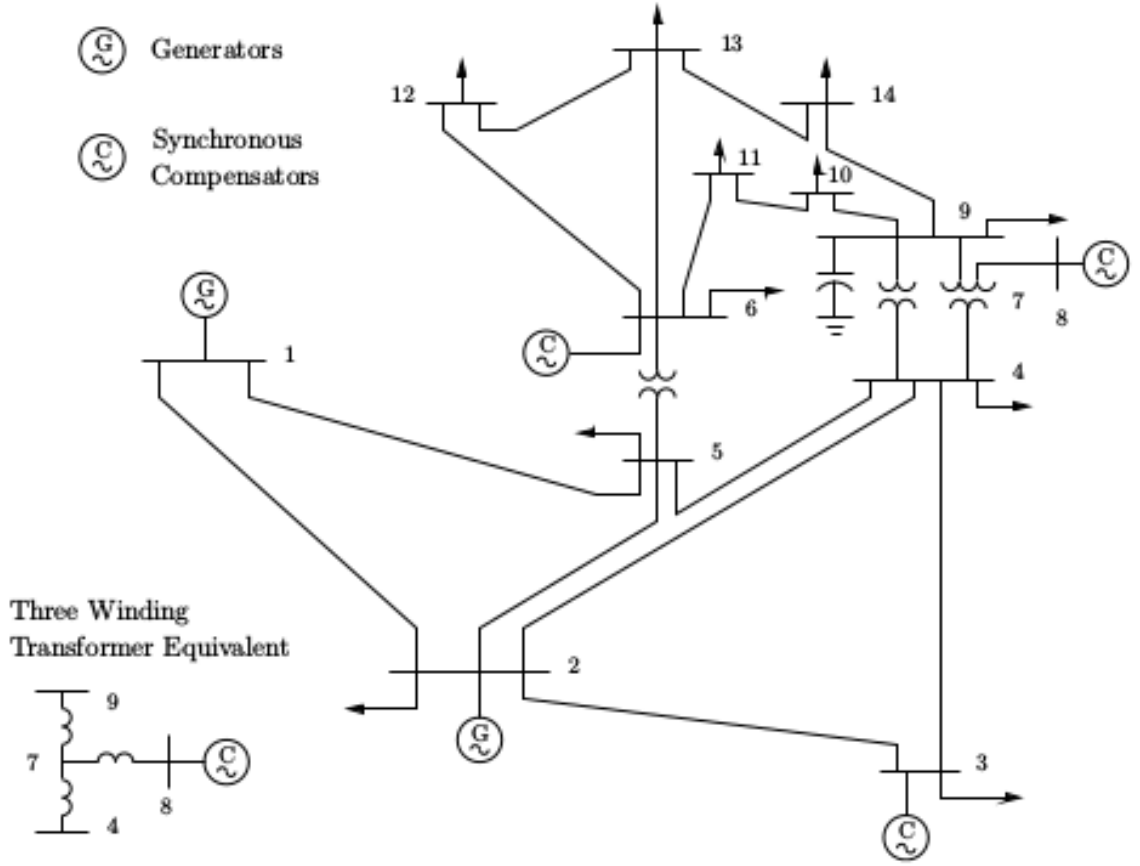 G Generators
C Synchronous
Compensators
13
12
14
11
10
9
C
8
7
G
1
6
C
4
5
2
G
3
C
Three Winding
Transformer Equivalent
9
7
C
8
4